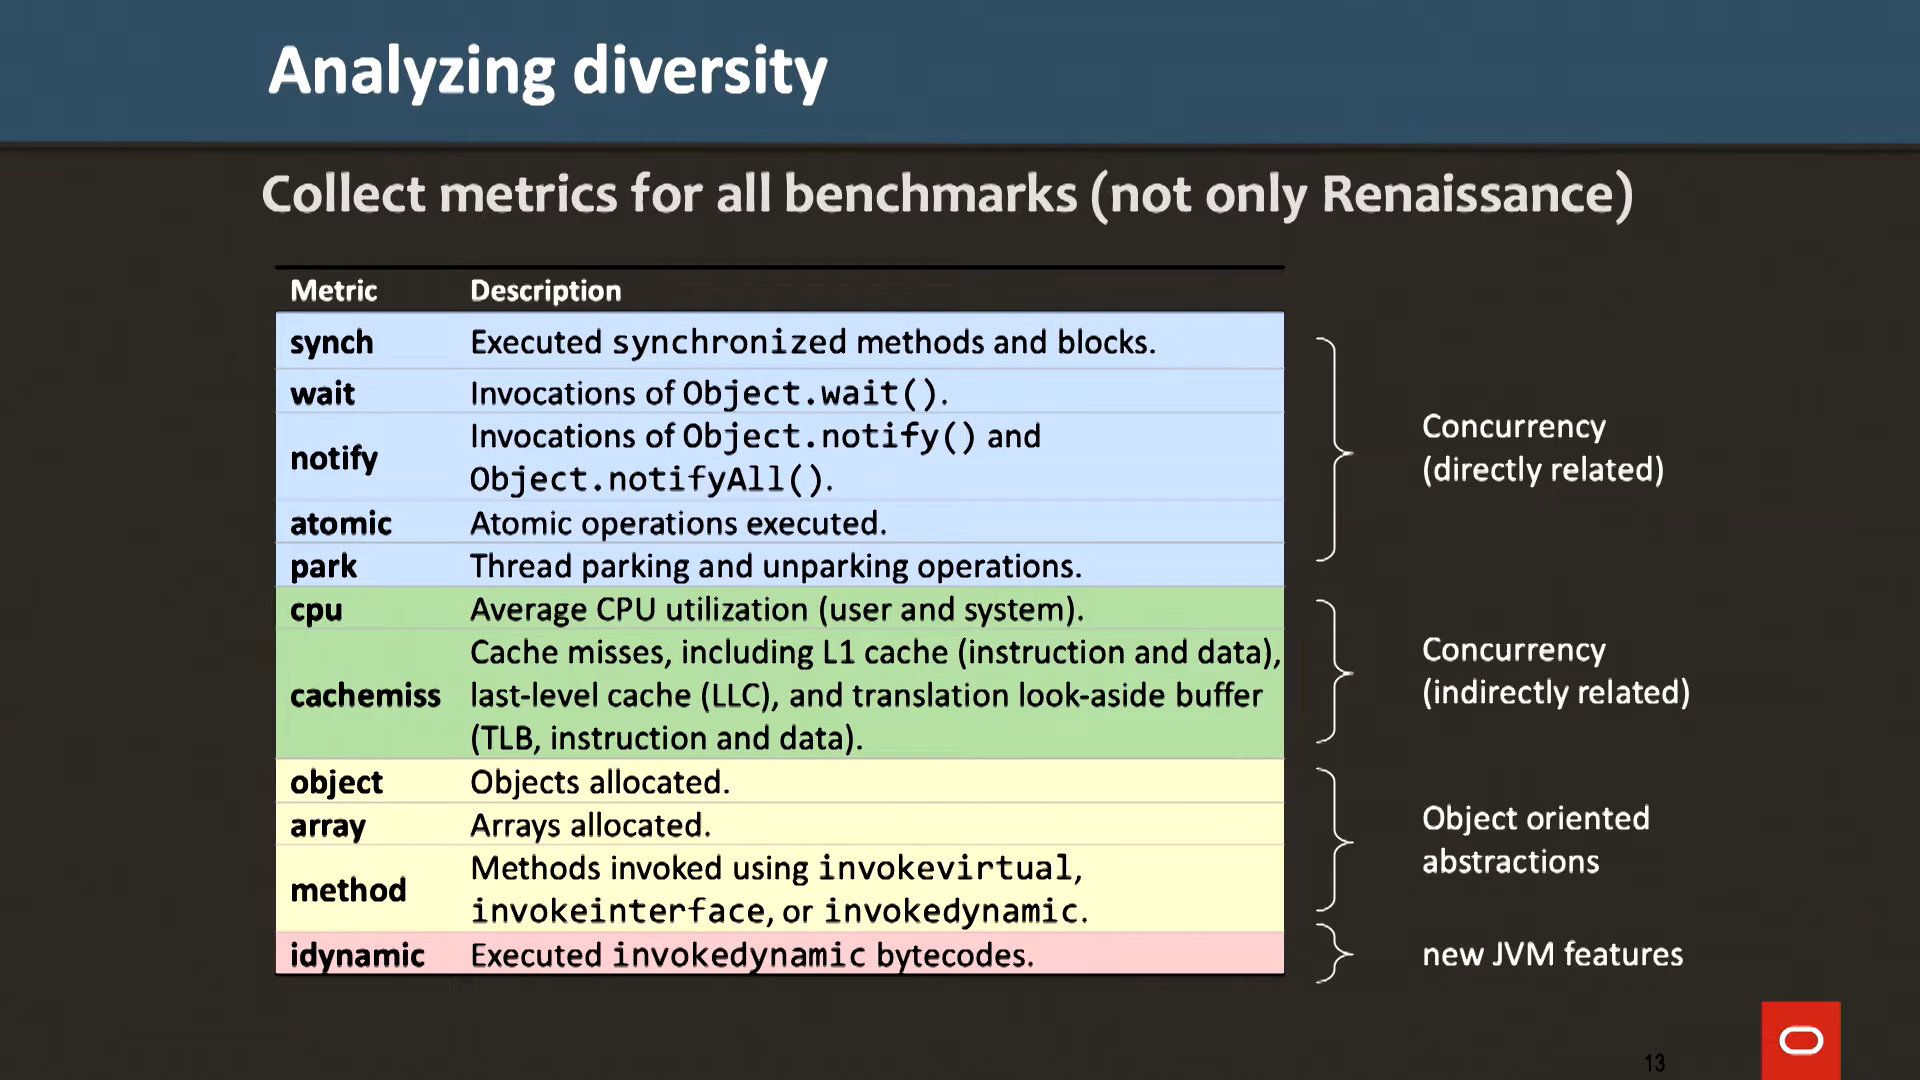 Analyzing diversity
Collect metrics for all benchmarks (not only Renaissance)
Metric Description
synch Executed synchronized methods and blocks.
wait Invocations of Object.wait().
notify Invocations of Object.notify() and
Object.notifyAll().
atomic Atomic operations executed.
park Thread parking and unparking operations.
Concurrency
(directly related)
cpu Average CPU utilization (user and system).
cachemiss Cache misses, including L1 cache (instruction and data),
last-level cache (LLC), and translation look-aside buffer
(TLB, instruction and data).
Concurrency
(indirectly related)
object Objects allocated.
array Arrays allocated.
method Methods invoked using invokevirtual,
invokeinterface, or invokedynamic.
Object oriented
abstractions
idynamic Executed invokedynamic bytecodes.
new JVM features
13